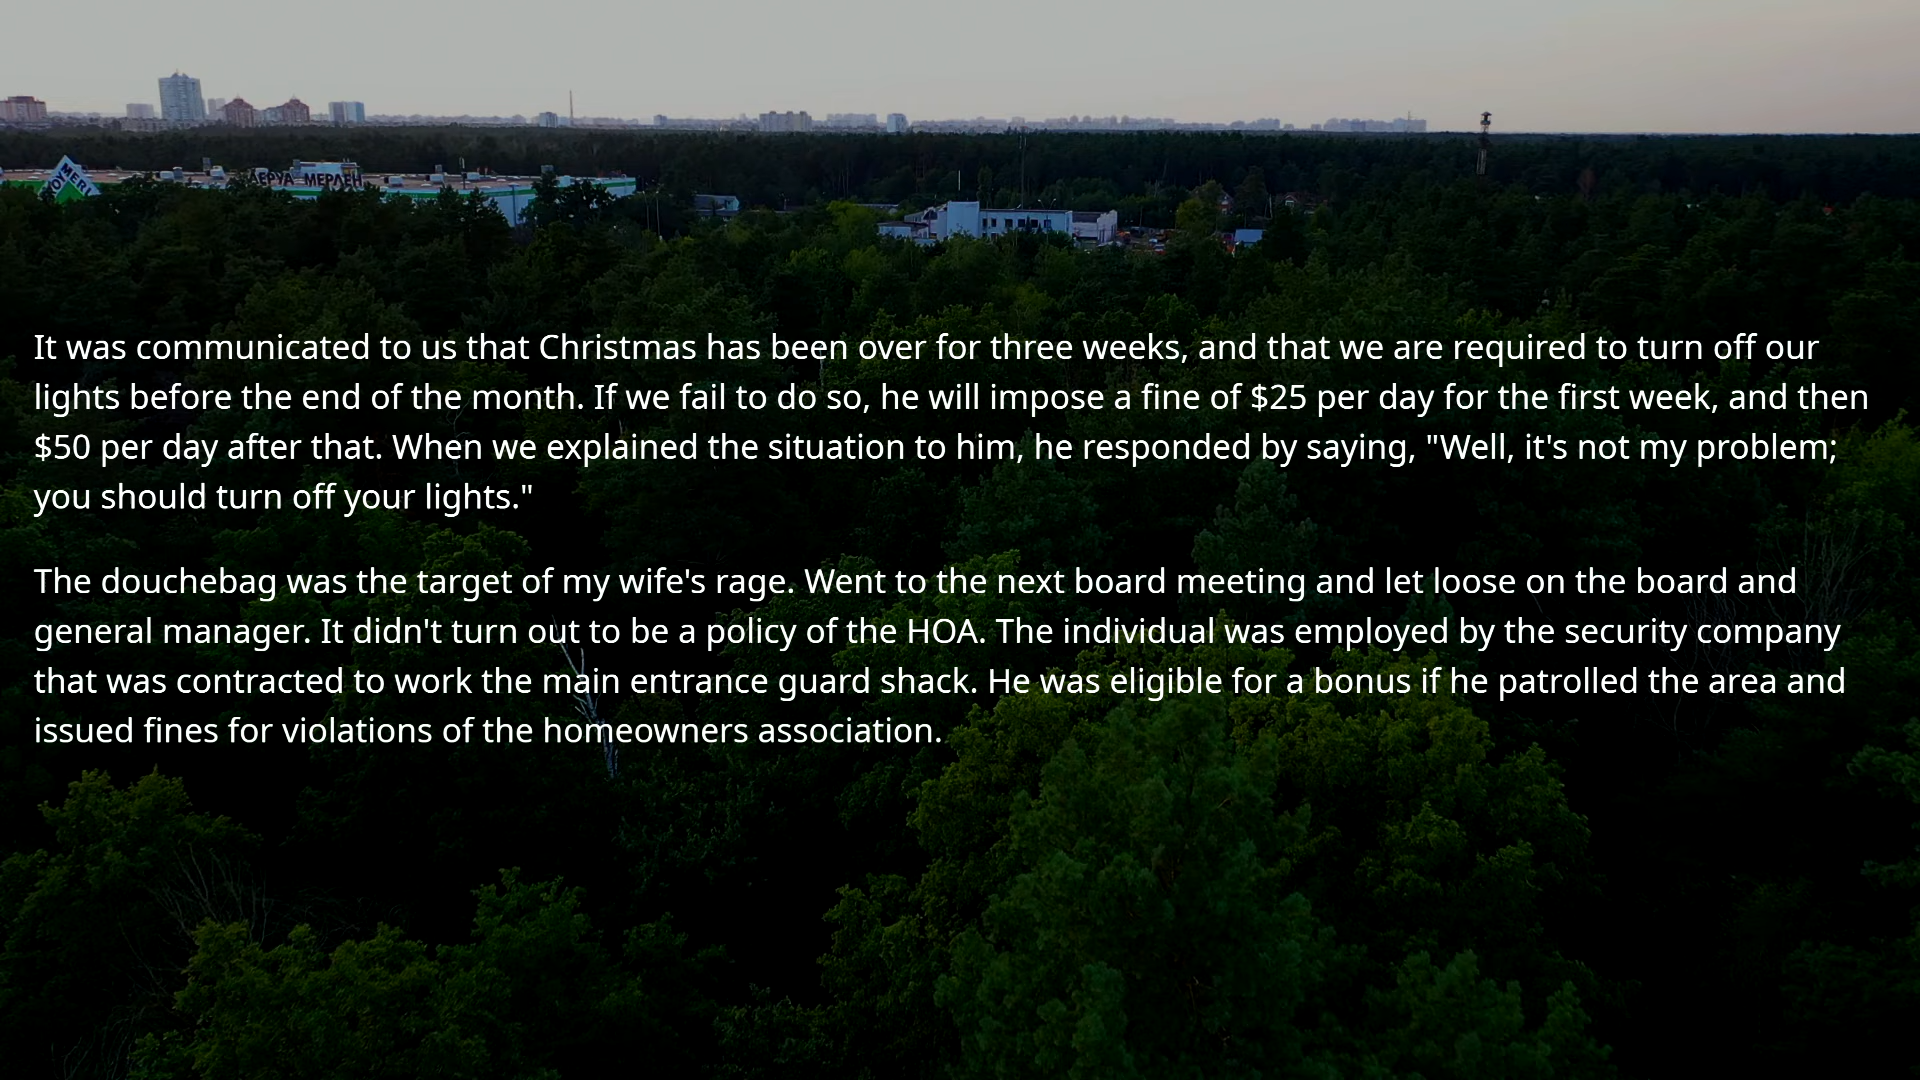 ЛЕРУА МЕРЛЕН
It was communicated to us that Christmas has been over for three weeks, and that we are required to turn off our
lights before the end of the month. If we fail to do so, he will impose a fine of $25 per day for the first week, and then
$50 per day after that. When we explained the situation to him, he responded by saying, "Well, it's not my problem;
you should turn off your lights."
The douchebag was the target of my wife's rage. Went to the next board meeting and let loose on the board and
general manager. It didn't turn out to be a policy of the HOA. The individual was employed by the security company
that was contracted to work the main entrance guard shack. He was eligible for a bonus if he patrolled the area and
issued fines for violations of the homeowners association.